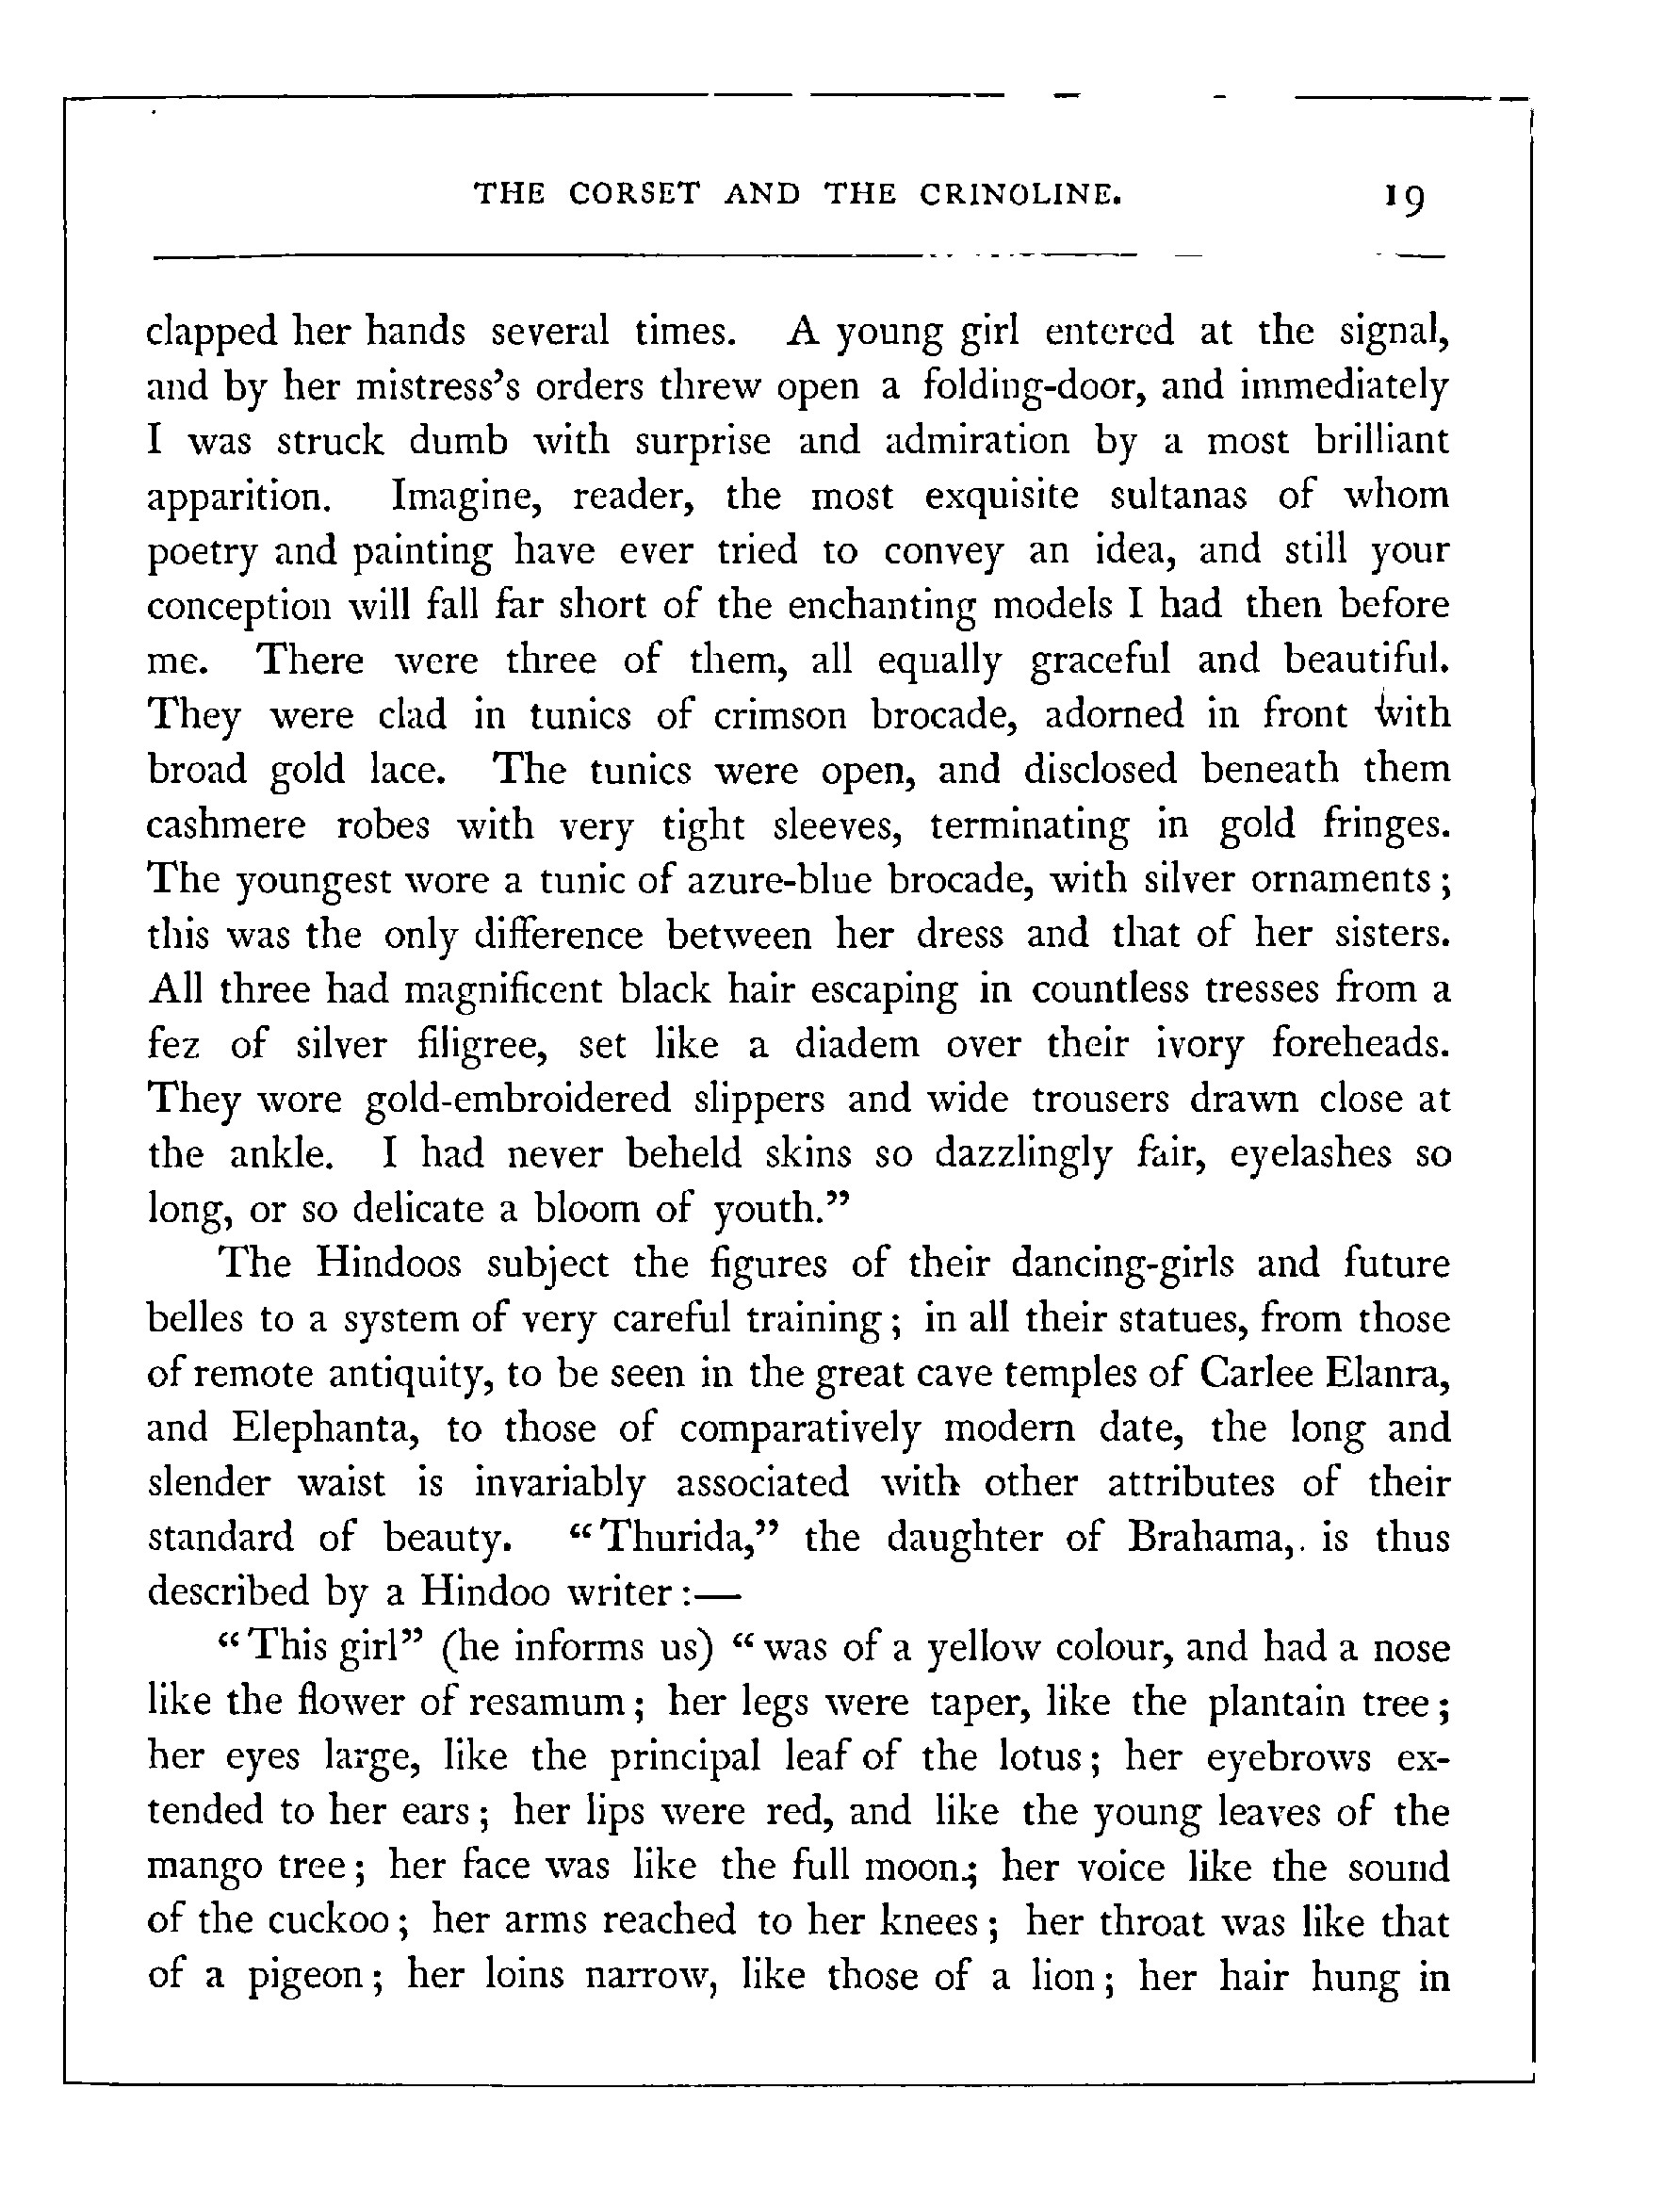 THE CORSET AND THE CRINOLINE. 19
clapped her hands several times. A young girl entered at the signal,
and by her mistress's orders threw open a folding-door, and immediately
I was struck dumb with surprise and admiration by a most brilliant
apparition. Imagine, reader, the most exquisite sultanas of whom
poetry and painting have ever tried to convey an idea, and still your
conception will fall far short of the enchanting models I had then before
me. There were three of them, all equally graceful and beautiful.
They were clad in tunics of crimson brocade, adorned in front with
broad gold lace. The tunics were open, and disclosed beneath them
cashmere robes with very tight sleeves, terminating in gold fringes.
The youngest wore a tunic of azure-blue brocade, with silver ornaments;
this was the only difference between her dress and that of her sisters.
All three had magnificent black hair escaping in countless tresses from a
fez of silver filigree, set like a diadem over their ivory foreheads.
They wore gold-embroidered slippers and wide trousers drawn close at
the ankle. I had never beheld skins so dazzlingly fair, eyelashes so
long, or so delicate a bloom of youth."
The Hindoos subject the figures of their dancing-girls and future
belles to a system of very careful training; in all their statues, from those
of remote antiquity, to be seen in the great cave temples of Carlee Elanra,
and Elephanta, to those of comparatively modern date, the long and
slender waist is invariably associated with other attributes of their
standard of beauty. "Thurida," the daughter of Brahama, is thus
described by a Hindoo writer:—
"This girl" (he informs us) "was of a yellow colour, and had a nose
like the flower of resamum; her legs were taper, like the plantain tree;
her eyes large, like the principal leaf of the lotus; her eyebrows ex-
tended to her ears; her lips were red, and like the young leaves of the
mango tree; her face was like the full moon; her voice like the sound
of the cuckoo; her arms reached to her knees; her throat was like that
of a pigeon; her loins narrow, like those of a lion; her hair hung in